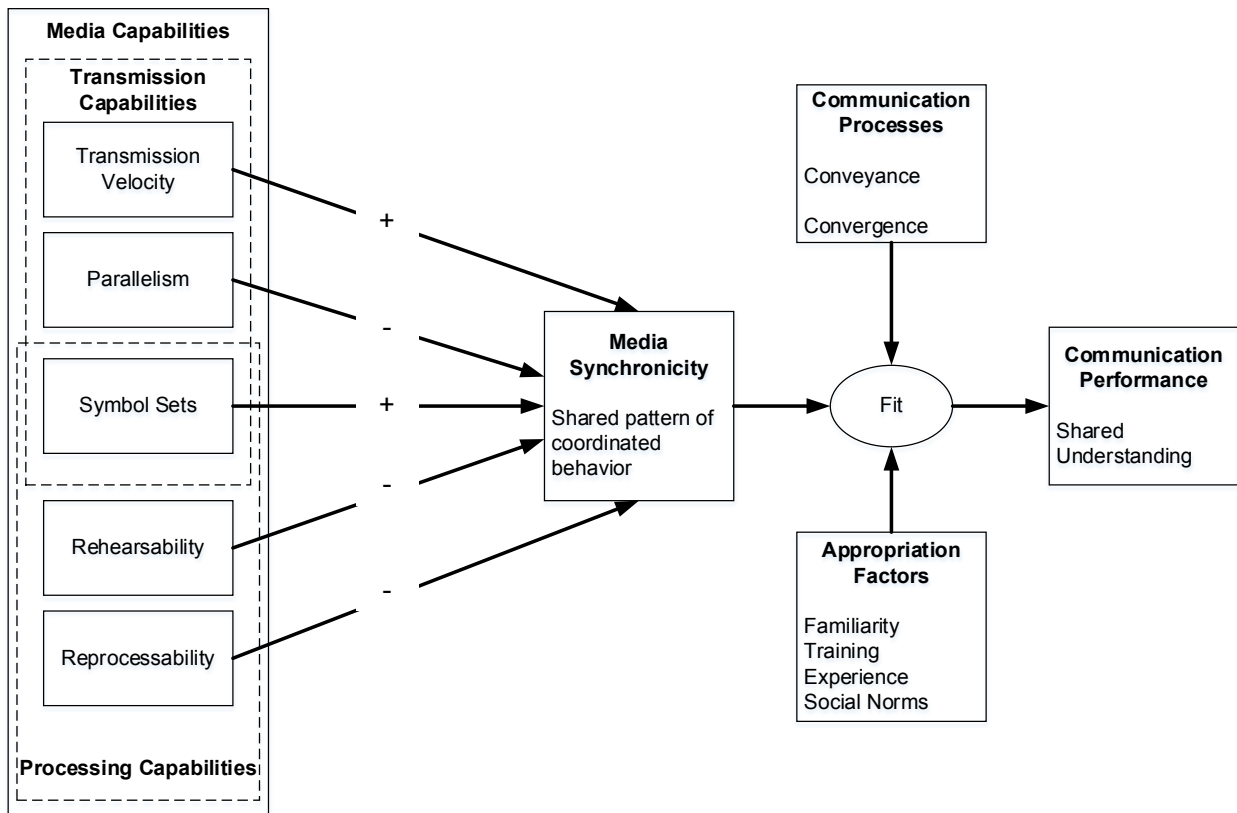 Media Capabilities
Transmission
Capabilities
Transmission
Velocity
Parallelism
Symbol Sets
Rehearsability
Reprocessability
Processing Capabilities
+
-
+
-
-
Media
Synchronicity
Shared pattern of
coordinated
behavior
Communication
Processes
Conveyance
Convergence
Fit
Appropriation
Factors
Familiarity
Training
Experience
Social Norms
Communication
Performance
Shared
Understanding